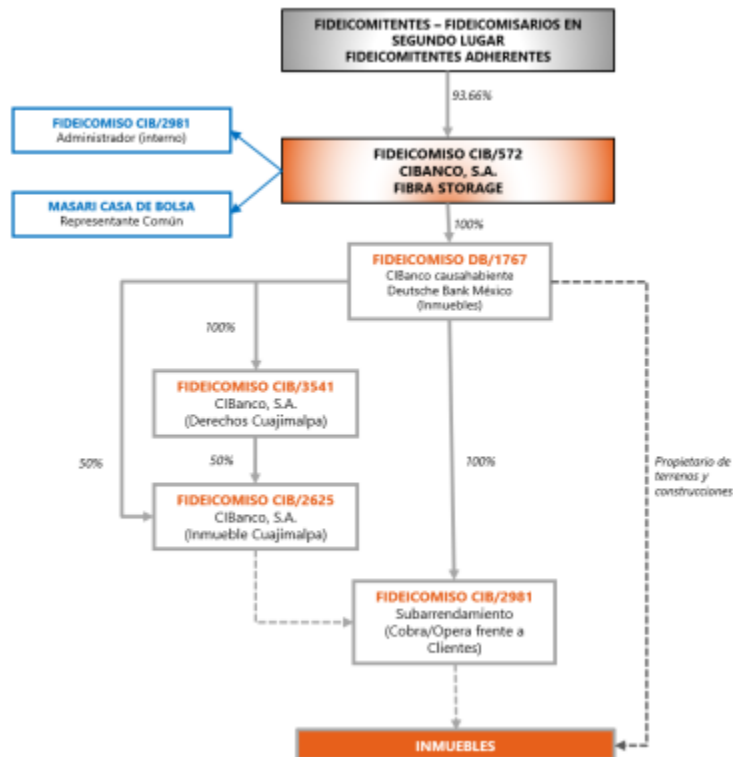 FIDEICOMITENTES – FIDEICOMISARIOS EN
SEGUNDO LUGAR
FIDEICOMITENTES ADHERENTES
93.66%
FIDEICOMISO CIB/2981
Administrador (interno)
FIDEICOMISO CIB/572
CIBANCO, S.A.
FIBRA STORAGE
MASARI CASA DE BOLSA
Representante Común
100%
FIDEICOMISO DB/1767
CIBanco causahabiente
Deutsche Bank México
(Inmuebles)
100%
FIDEICOMISO CIB/3541
CIBanco, S.A.
(Derechos Cuajimalpa)
50%
50%
100%
Propietario de
terrenos y
construcciones
FIDEICOMISO CIB/2625
CIBanco, S.A.
(Inmueble Cuajimalpa)
FIDEICOMISO CIB/2981
Subarrendamiento
(Cobra/Opera frente a
Clientes)
INMUEBLES